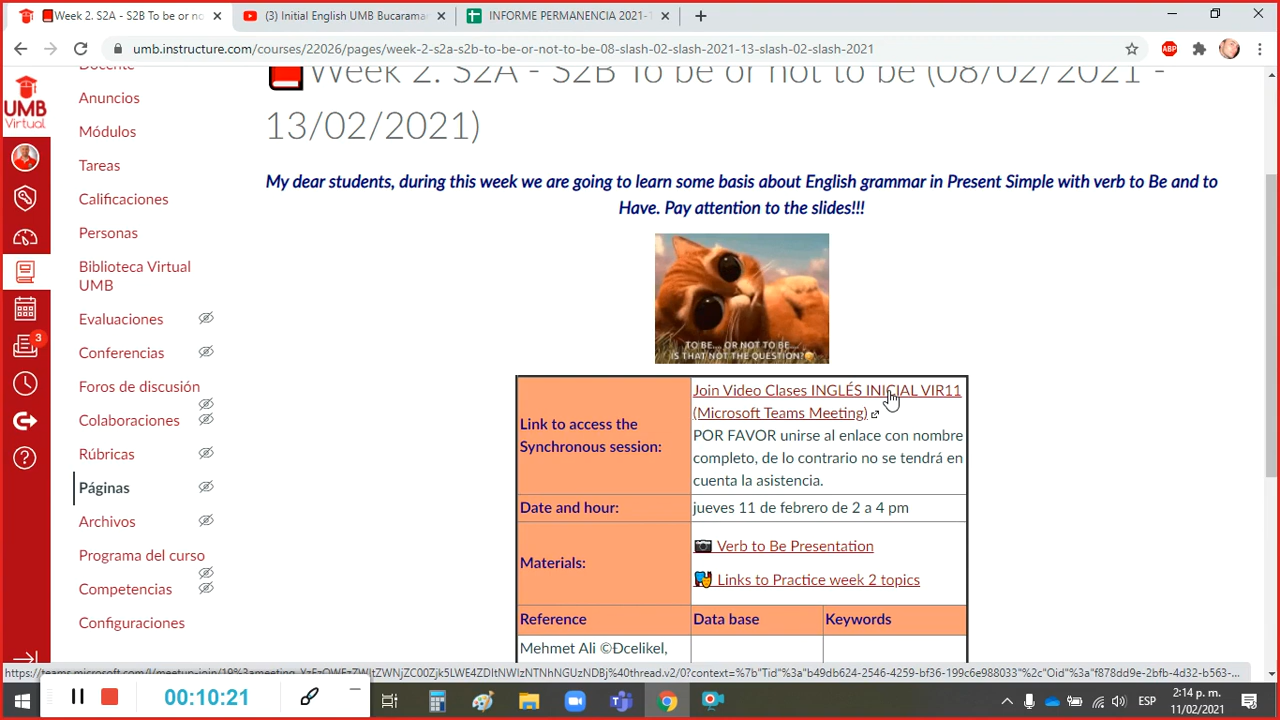 Week 2. S2A - S2B To be or no
(3) Initial English UMB Bucaraman
INFORME PERMANENCIA 2021-1
umb.instructure.com/courses/22026/pages/week-2-s2a-s2b-to-be-or-not-to-be-08-slash-02-slash-2021-13-slash-02-slash-2021
ABP
UMB
Virtual
3
Docente
Anuncios
Módulos
Tareas
Calificaciones
Personas
Biblioteca Virtual
UMB
Evaluaciones
Conferencias
Foros de discusión
Colaboraciones
Rúbricas
Páginas
Archivos
Programa del curso
Competencias
Configuraciones
Week 2. S2A - S2B To be or not to be (08/02/2021 -
13/02/2021)
My dear students, during this week we are going to learn some basis about English grammar in Present Simple with verb to Be and to
Have. Pay attention to the slides!!!
TO BE.... OR NOT TO BE...
IS THAT NOT THE QUESTION?
Link to access the
Synchronous session:
Join Video Clases INGLÉS INICIAL VIR11
(Microsoft Teams Meeting)
POR FAVOR unirse al enlace con nombre
completo, de lo contrario no se tendrá en
cuenta la asistencia.
Date and hour:
jueves 11 de febrero de 2 a 4 pm
Materials:
Verb to Be Presentation
Links to Practice week 2 topics
Reference
Data base
Keywords
Mehmet Ali ©Dcelikel,
00:10:21
ESP
2:14 p. m.
11/02/2021